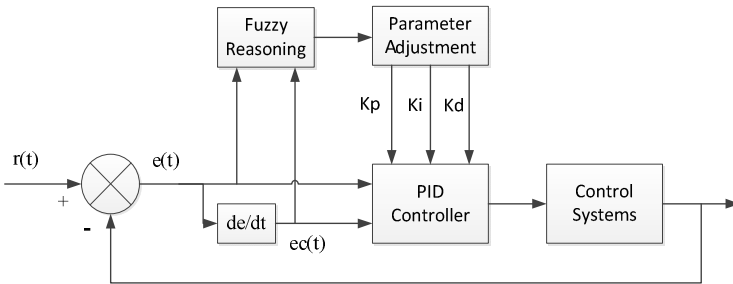 Fuzzy
Reasoning
Parameter
Adjustment
Kp
Ki
Kd
r(t)
e(t)
+
-
de/dt
ec(t)
PID
Controller
Control
Systems